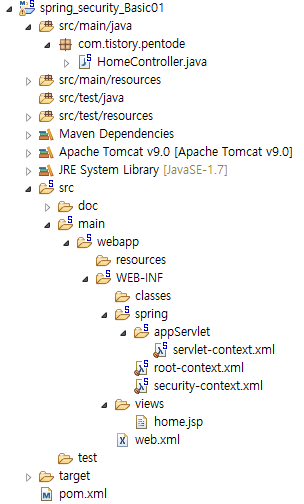 spring_security_Basic01
src/main/java
com.tistory.pentode
HomeController.java
src/main/resources
src/test/java
src/test/resources
Maven Dependencies
Apache Tomcat v9.0 [Apache Tomcat v9.0]
JRE System Library [JavaSE-1.7]
src
doc
main
webapp
resources
WEB-INF
classes
spring
appServlet
servlet-context.xml
root-context.xml
security-context.xml
views
home.jsp
web.xml
test
target
pom.xml